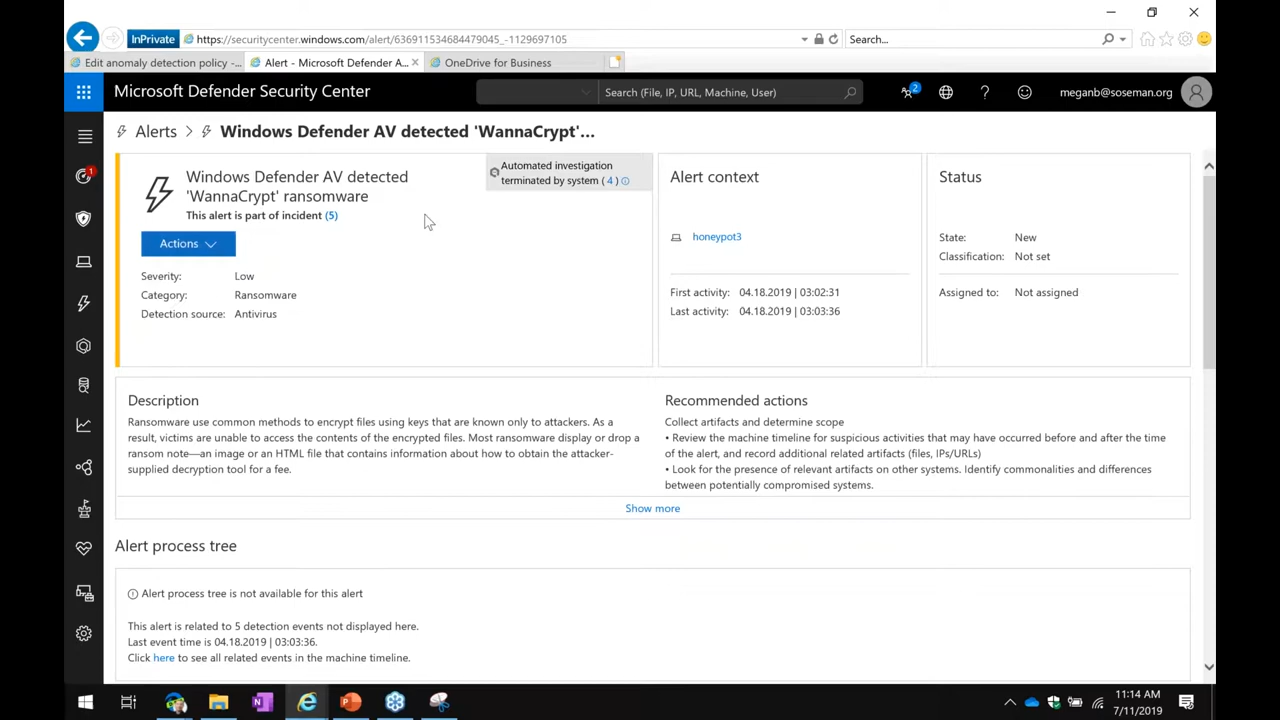 InPrivate https://securitycenter.windows.com/alert/636911534684479045_-1129697105 Search...
Edit anomaly detection policy -... Alert - Microsoft Defender A... OneDrive for Business
Microsoft Defender Security Center Search (File, IP, URL, Machine, User) 2 ? meganb@soseman.org
Alerts > Windows Defender AV detected 'WannaCrypt'...
1
Windows Defender AV detected
'WannaCrypt' ransomware
This alert is part of incident (5)
Automated investigation
terminated by system ( 4 )
Actions
Severity: Low
Category: Ransomware
Detection source: Antivirus
Alert context
honeypot3
First activity: 04.18.2019 | 03:02:31
Last activity: 04.18.2019 | 03:03:36
Status
State: New
Classification: Not set
Assigned to: Not assigned
Description
Ransomware use common methods to encrypt files using keys that are known only to attackers. As a
result, victims are unable to access the contents of the encrypted files. Most ransomware display or drop a
ransom note—an image or an HTML file that contains information about how to obtain the attacker-
supplied decryption tool for a fee.
Recommended actions
Collect artifacts and determine scope
• Review the machine timeline for suspicious activities that may have occurred before and after the
time of the alert, and record additional related artifacts (files, IPs/URLs)
• Look for the presence of relevant artifacts on other systems. Identify commonalities and differences
between potentially compromised systems.
Show more
Alert process tree
Alert process tree is not available for this alert
This alert is related to 5 detection events not displayed here.
Last event time is 04.18.2019 | 03:03:36.
Click here to see all related events in the machine timeline.
11:14 AM
7/11/2019